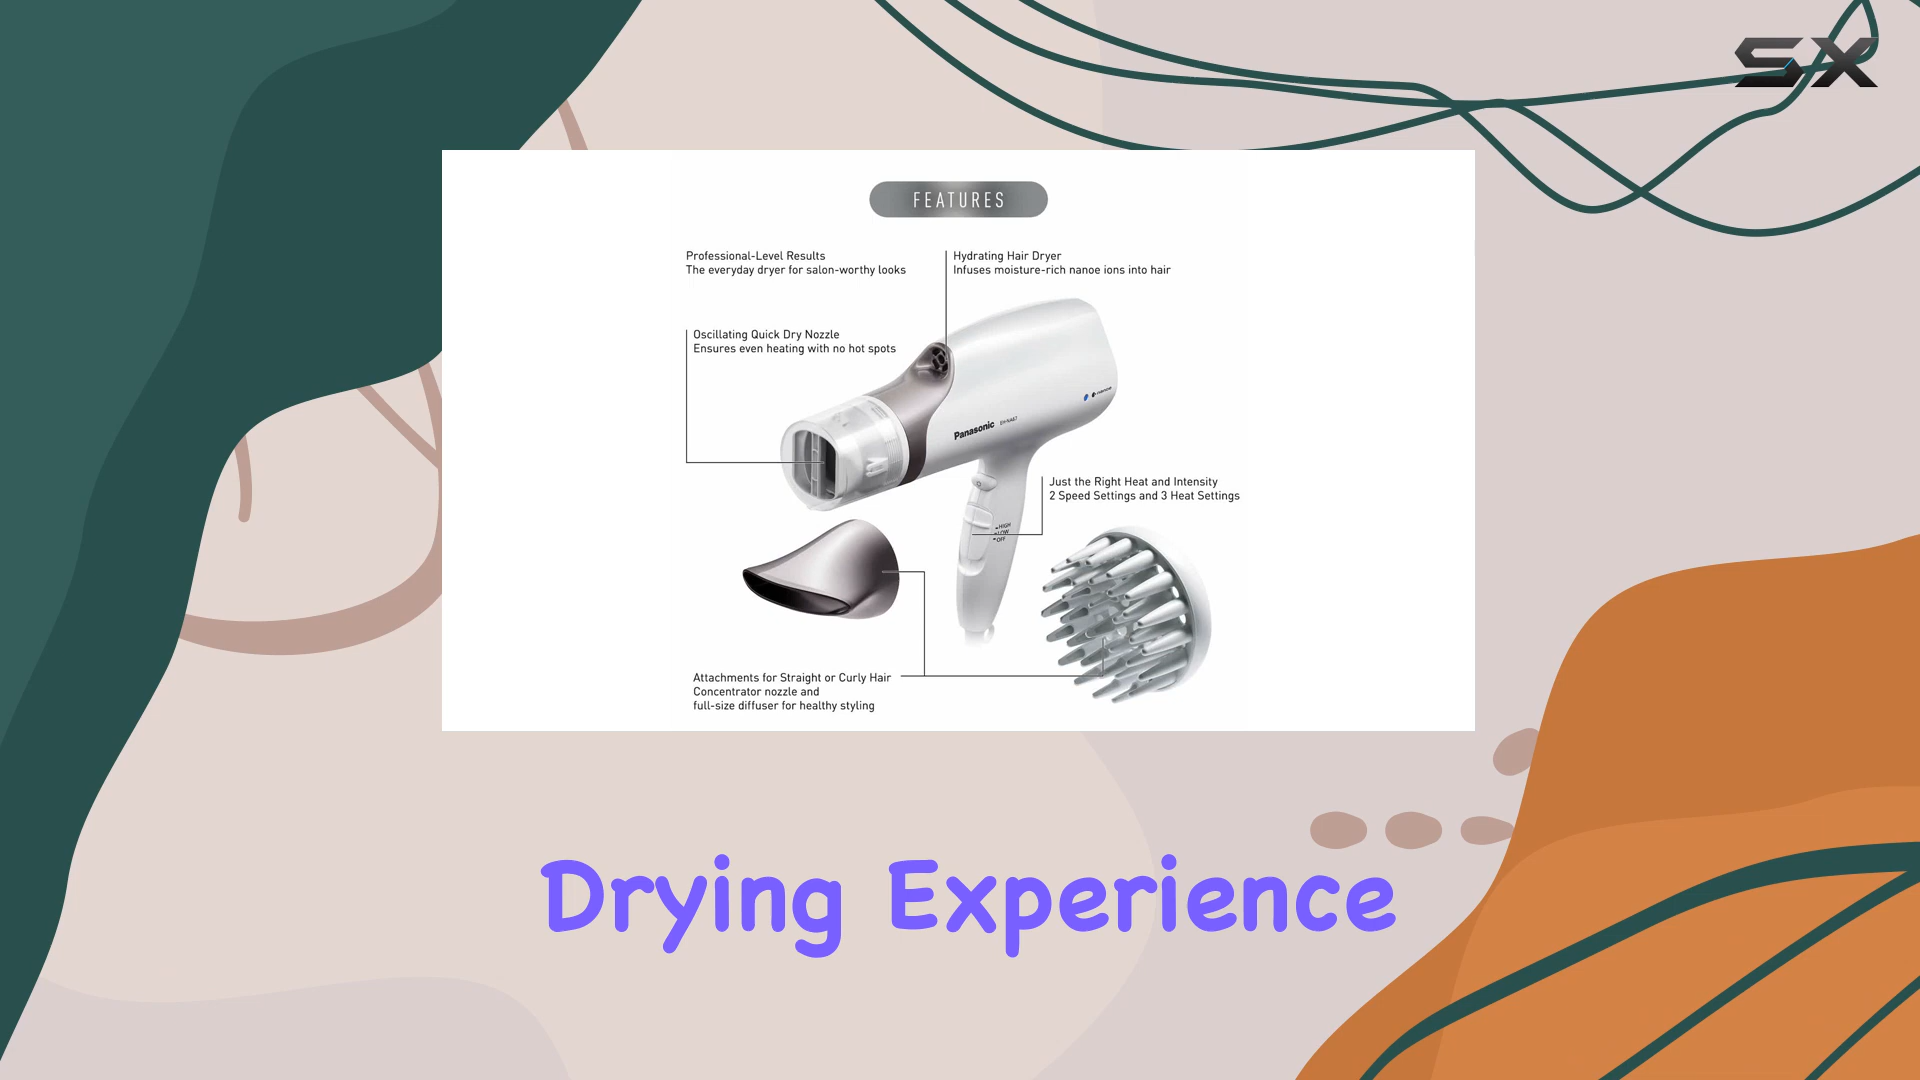 SX
FEATURES
Professional-Level Results
The everyday dryer for salon-worthy looks
Hydrating Hair Dryer
Infuses moisture-rich nanoe ions into hair
Oscillating Quick Dry Nozzle
Ensures even heating with no hot spots
nanoe
Panasonic EH-NA67
Just the Right Heat and Intensity
2 Speed Settings and 3 Heat Settings
HIGH
LOW
OFF
Attachments for Straight or Curly Hair
Concentrator nozzle and
full-size diffuser for healthy styling
Drying Experience